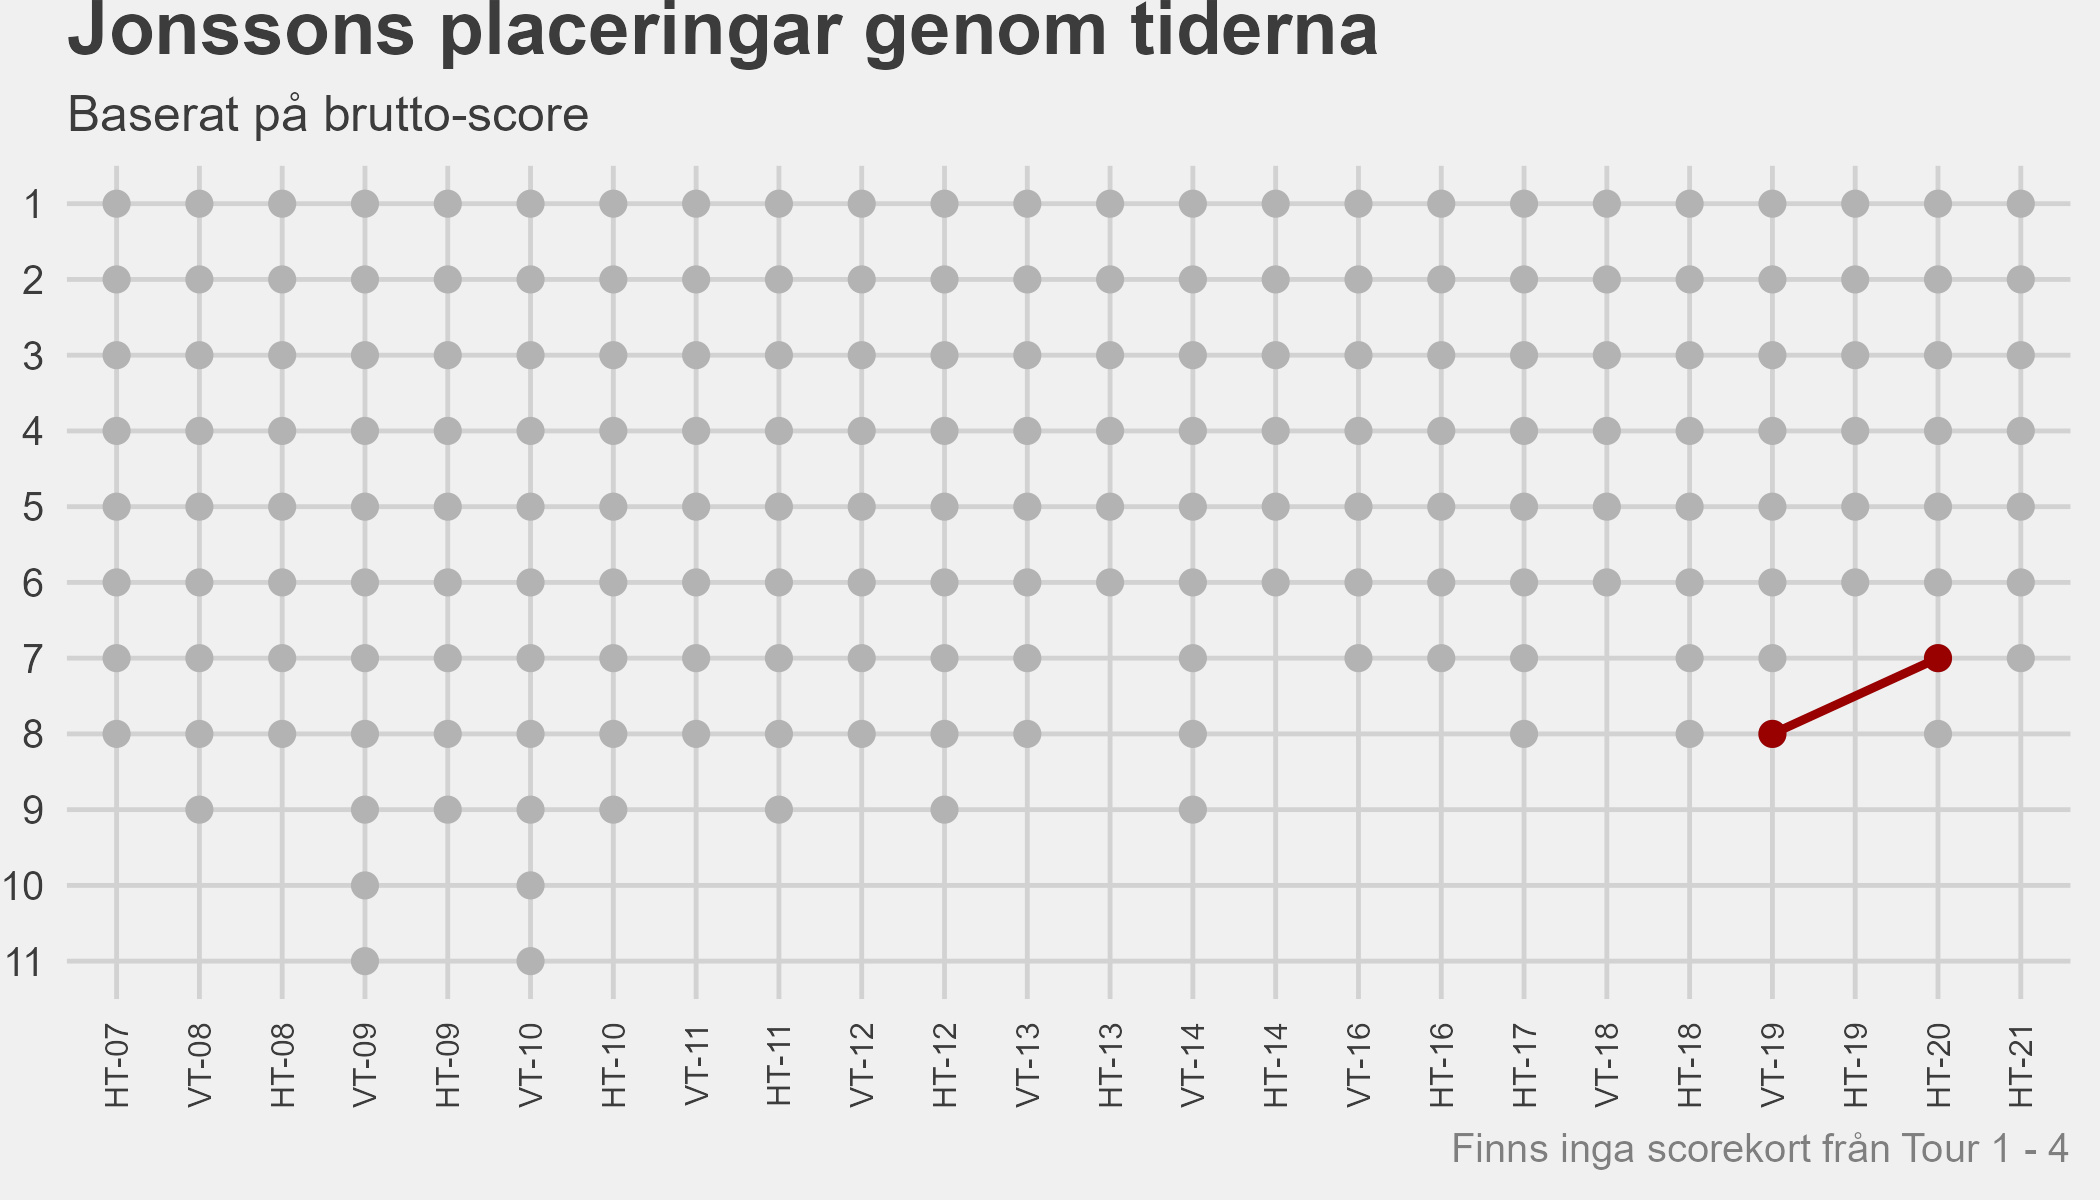 Jonssons placeringar genom tiderna
Baserat på brutto-score
1
2
3
4
5
6
7
8
9
10
11
HT-07
VT-08
HT-08
VT-09
HT-09
VT-10
HT-10
VT-11
HT-11
VT-12
HT-12
VT-13
HT-13
VT-14
HT-14
VT-16
HT-16
HT-17
VT-18
HT-18
VT-19
HT-19
HT-20
HT-21
Finns inga scorekort från Tour 1 - 4